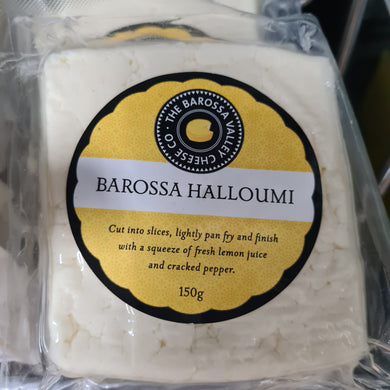 THE BAROSSA VALLEY CHEESE CO
BAROSSA HALLOUMI
Cut into slices, lightly pan fry and finish
with a squeeze of fresh lemon juice
and cracked pepper.
150g